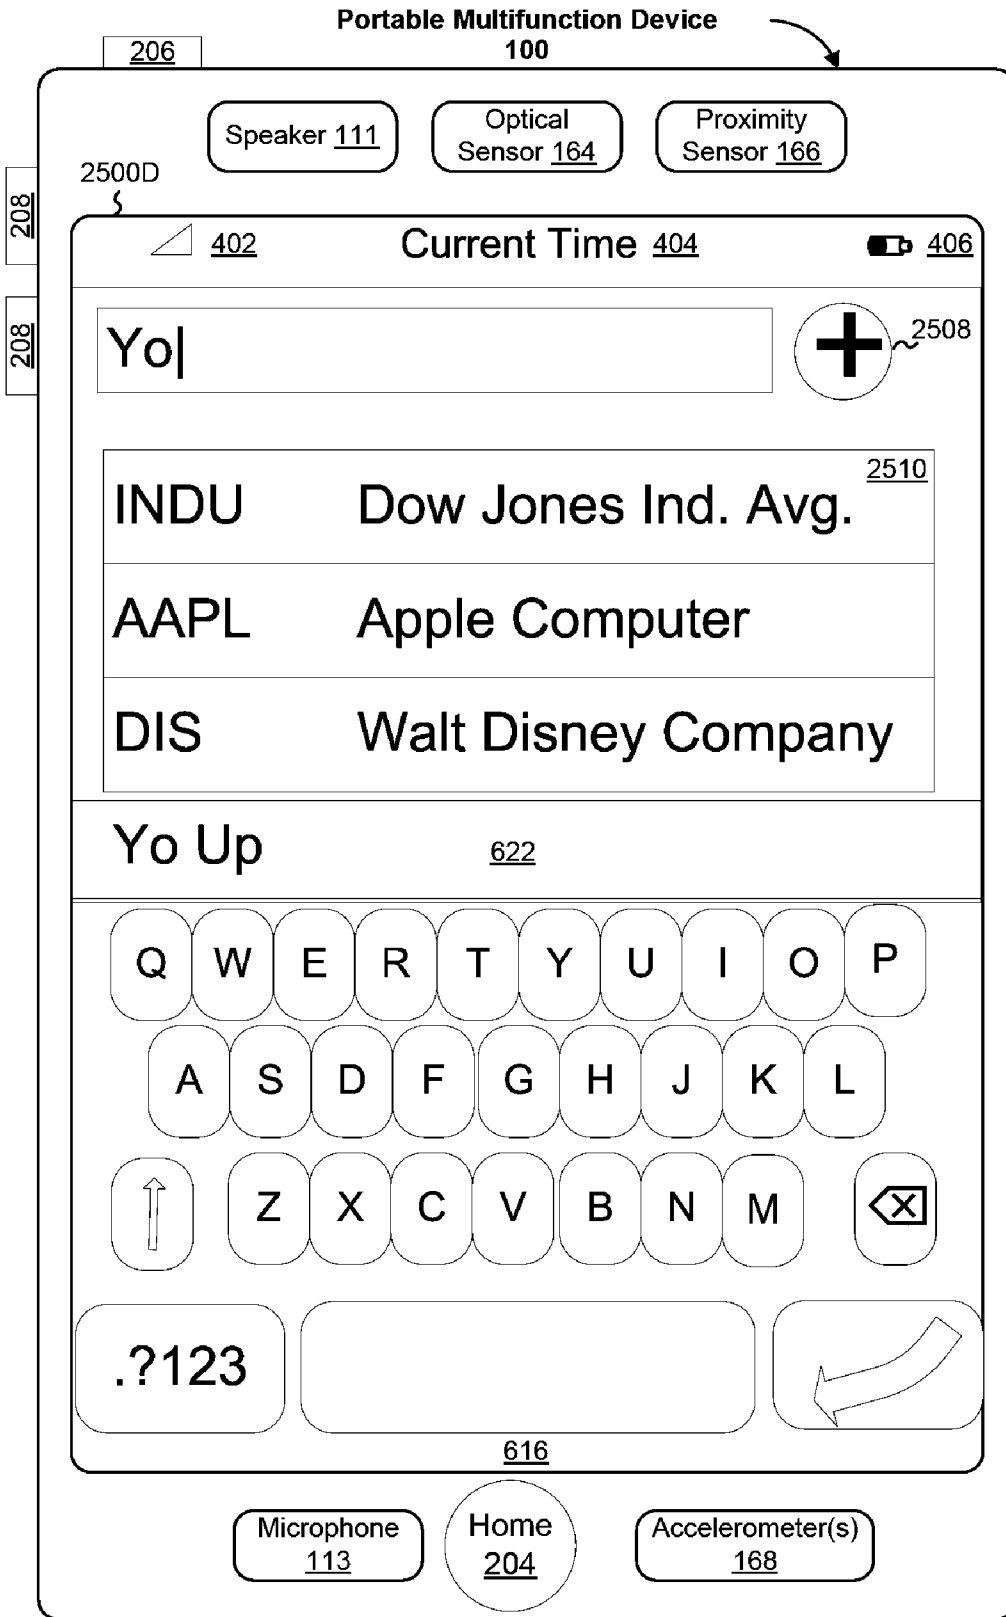 Portable Multifunction Device
100
206
Speaker 111
Optical
Sensor 164
Proximity
Sensor 166
2500D
208
208
402
Current Time 404
406
Yo
2508
2510
INDU Dow Jones Ind. Avg.
AAPL Apple Computer
DIS Walt Disney Company
Yo Up
622
Q W E R T Y U I O P
A S D F G H J K L
Z X C V B N M
.?123
616
Microphone
113
Home
204
Accelerometer(s)
168